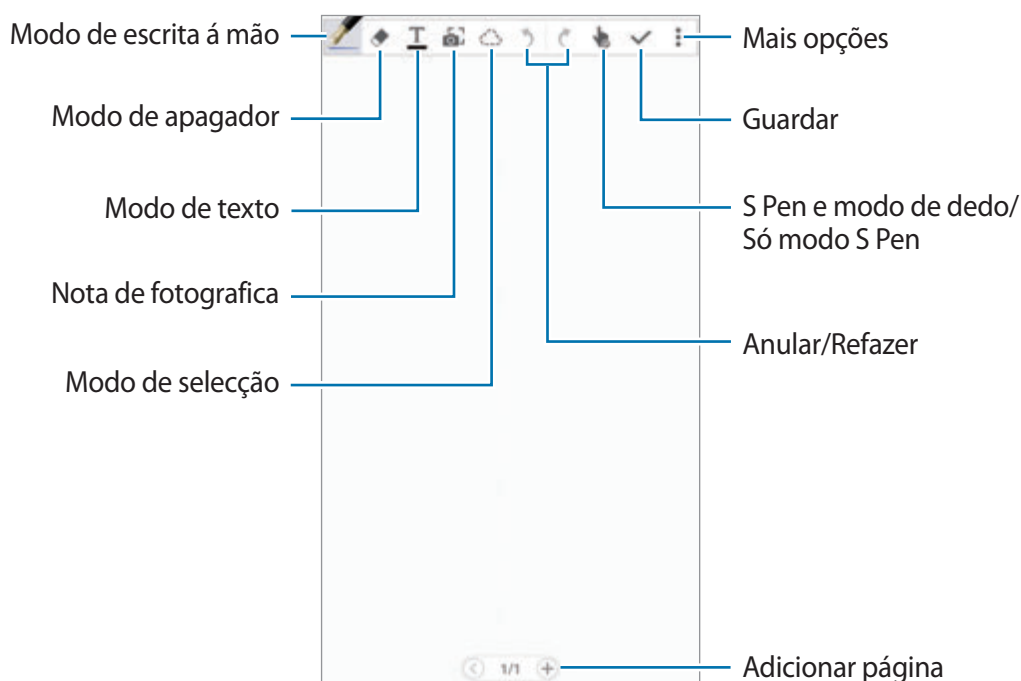 Modo de escrita á mão
Mais opções
Modo de apagador
Guardar
Modo de texto
S Pen e modo de dedo/
Só modo S Pen
Nota de fotografica
Anular/Refazer
Modo de selecção
T
1/1
Adicionar página